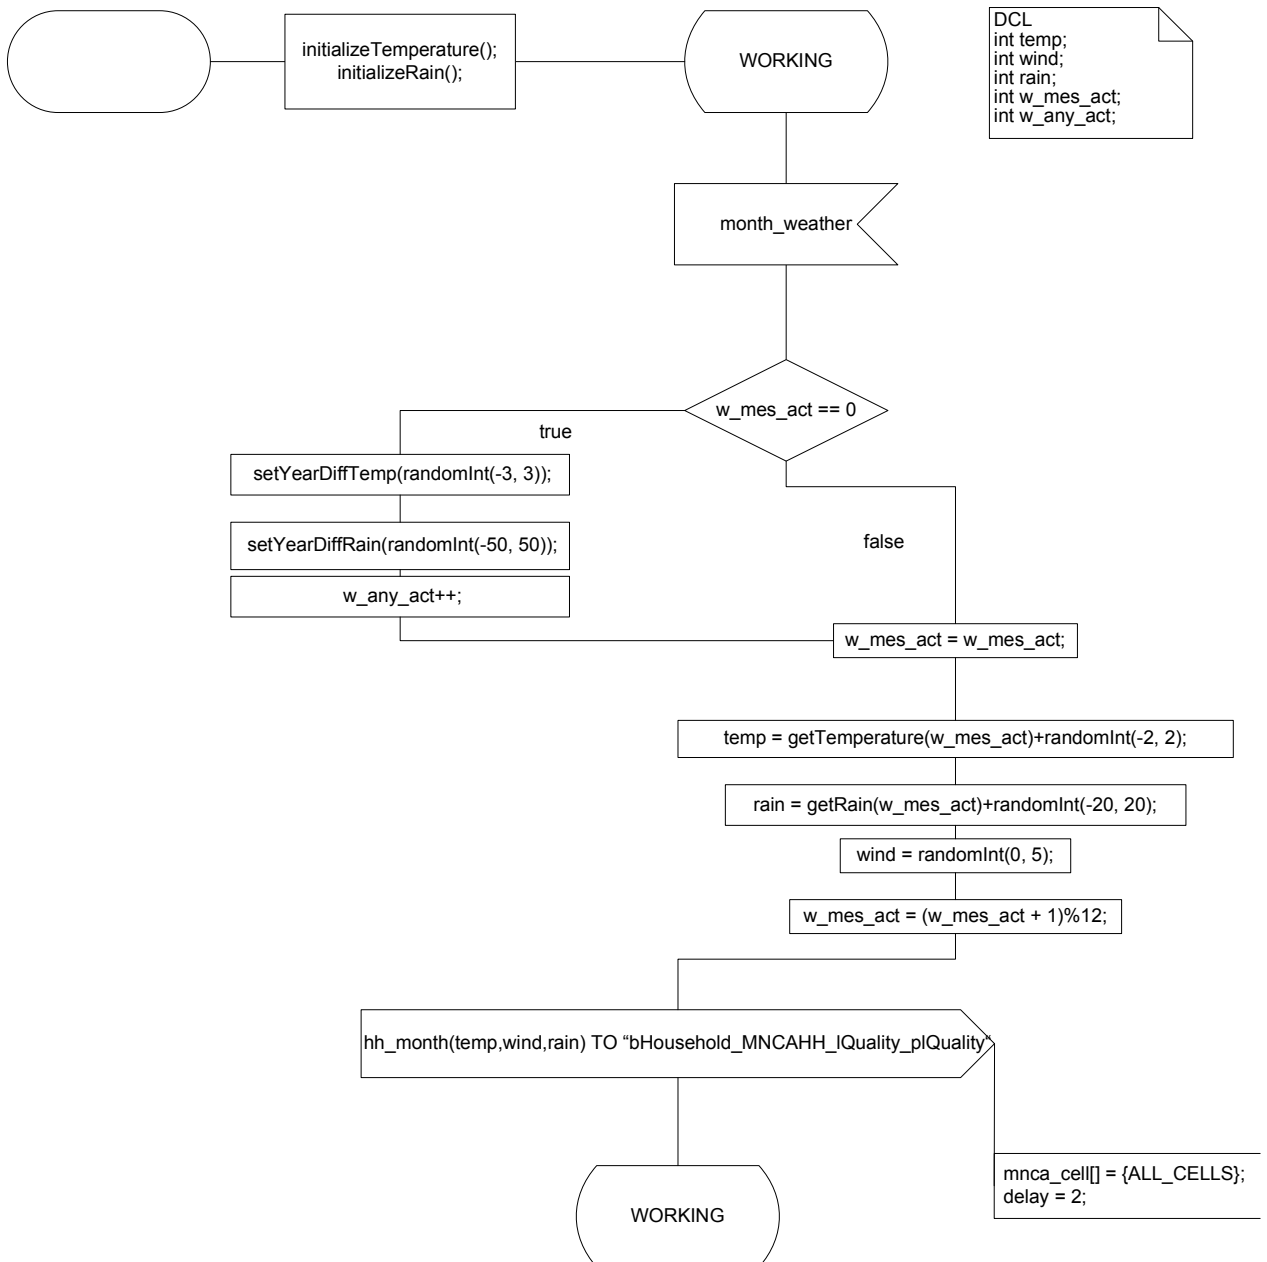 initializeTemperature();
initializeRain();
WORKING
DCL
int temp;
int wind;
int rain;
int w_mes_act;
int w_any_act;
month_weather
w_mes_act == 0
true
setYearDiffTemp(randomInt(-3, 3));
setYearDiffRain(randomInt(-50, 50));
false
w_any_act++;
w_mes_act = w_mes_act;
temp = getTemperature(w_mes_act)+randomInt(-2, 2);
rain = getRain(w_mes_act)+randomInt(-20, 20);
wind = randomInt(0, 5);
w_mes_act = (w_mes_act + 1)%12;
hh_month(temp,wind,rain) TO “bHousehold_MNCAHH_lQuality_plQuality“
mnca_cell[] = {ALL_CELLS};
delay = 2;
WORKING